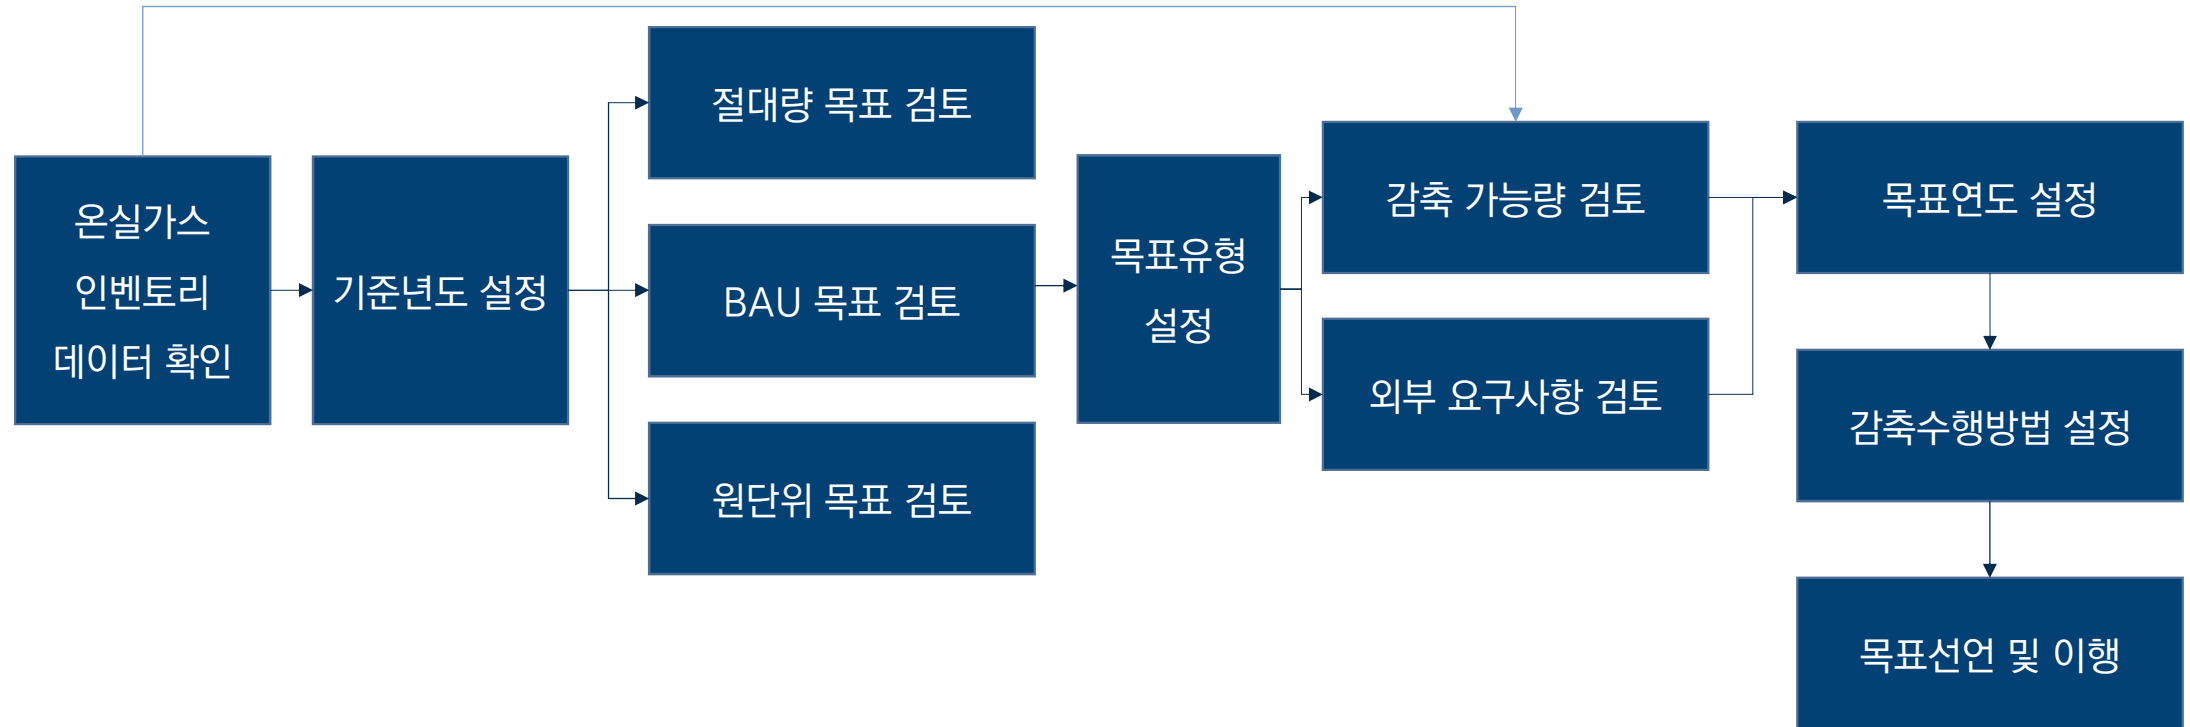 온실가스
인벤토리
데이터 확인
기준년도 설정
절대량 목표 검토
BAU 목표 검토
원단위 목표 검토
목표유형
설정
감축 가능량 검토
외부 요구사항 검토
목표연도 설정
감축수행방법 설정
목표선언 및 이행